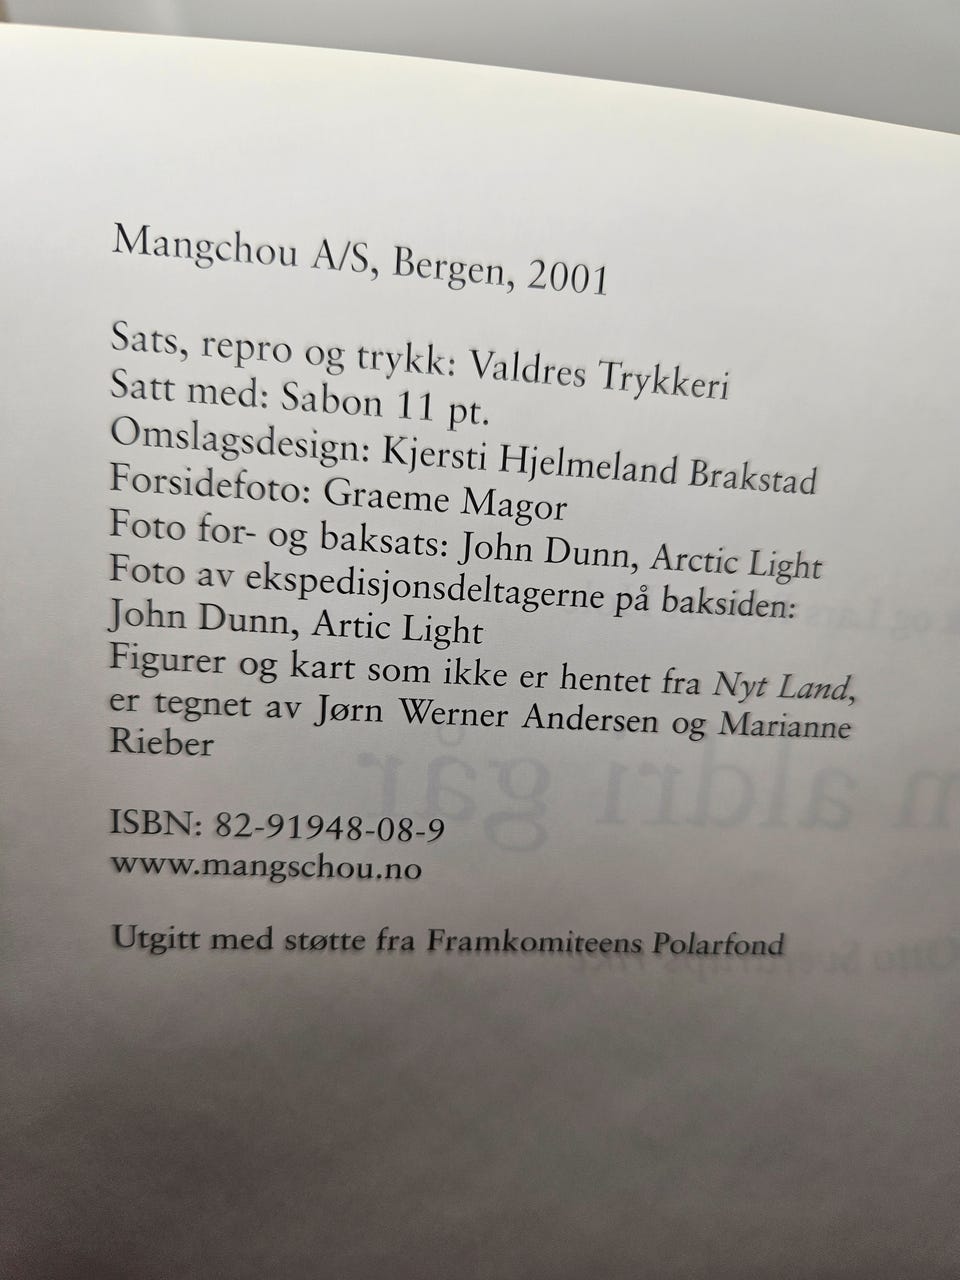 Mangchou A/S, Bergen, 2001
Sats, repro og trykk: Valdres Trykkeri
Satt med: Sabon 11 pt.
Omslagsdesign: Kjersti Hjelmeland Brakstad
Forsidefoto: Graeme Magor
Foto for- og baksats: John Dunn, Arctic Light
Foto av ekspedisjonsdeltagerne på baksiden:
John Dunn, Artic Light
Figurer og kart som ikke er hentet fra Nyt Land,
er tegnet av Jørn Werner Andersen og Marianne
Rieber
ISBN: 82-91948-08-9
www.mangschou.no
Utgitt med støtte fra Framkomiteens Polarfond